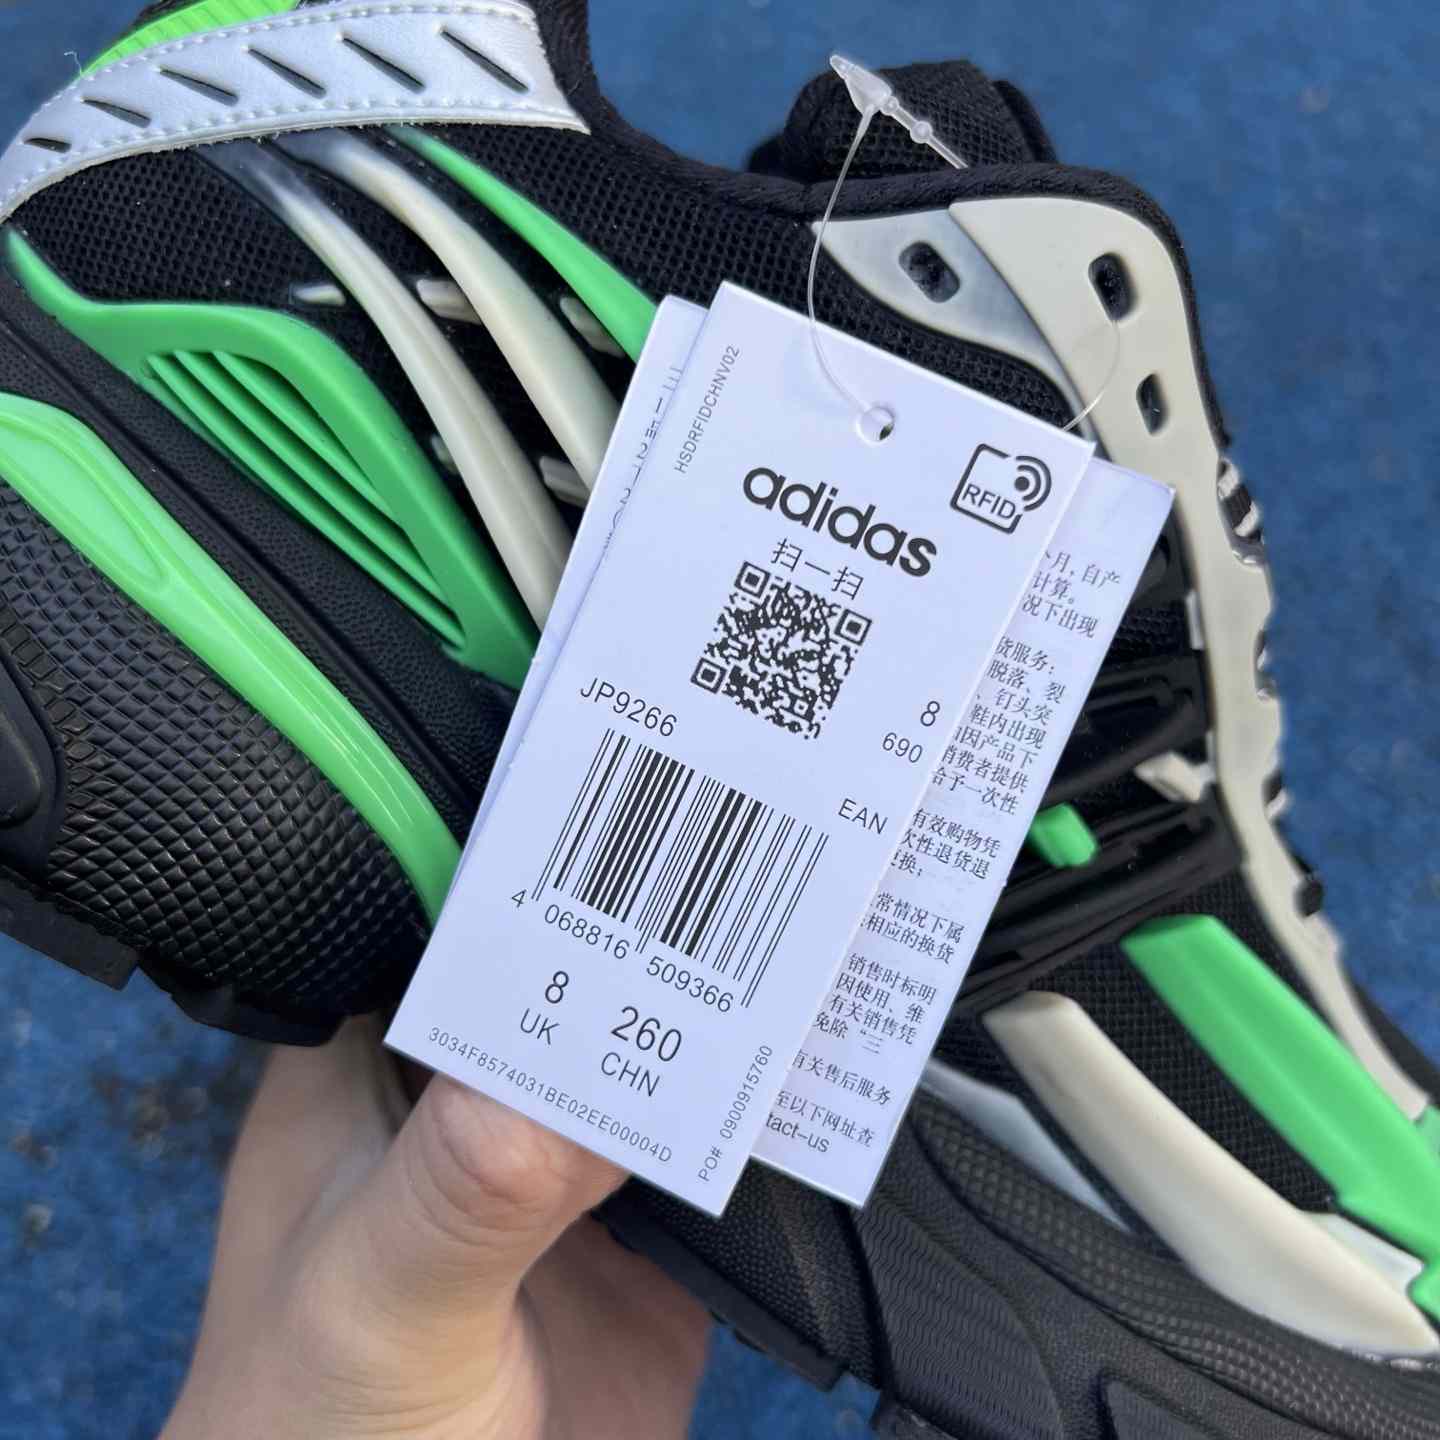 HSDRFIDCHNV02
adidas
RFID
扫一扫
JP9266
8
690
EAN
4 068816 509366
8
UK
260
CHN
3034F8574031BE02EE00004D
PO# 0900915760
个月,自产
计算。
况下出现
货服务:
脱落、裂
、钉头突
鞋内出现
因产品下
消费者提供
给予一次性
有效购物凭
次性退货退
更换;
常情况下属
相应的换货
销售时标明
因使用、维
有关销售凭
免除“三
有关售后服务
至以下网址查
tact-us